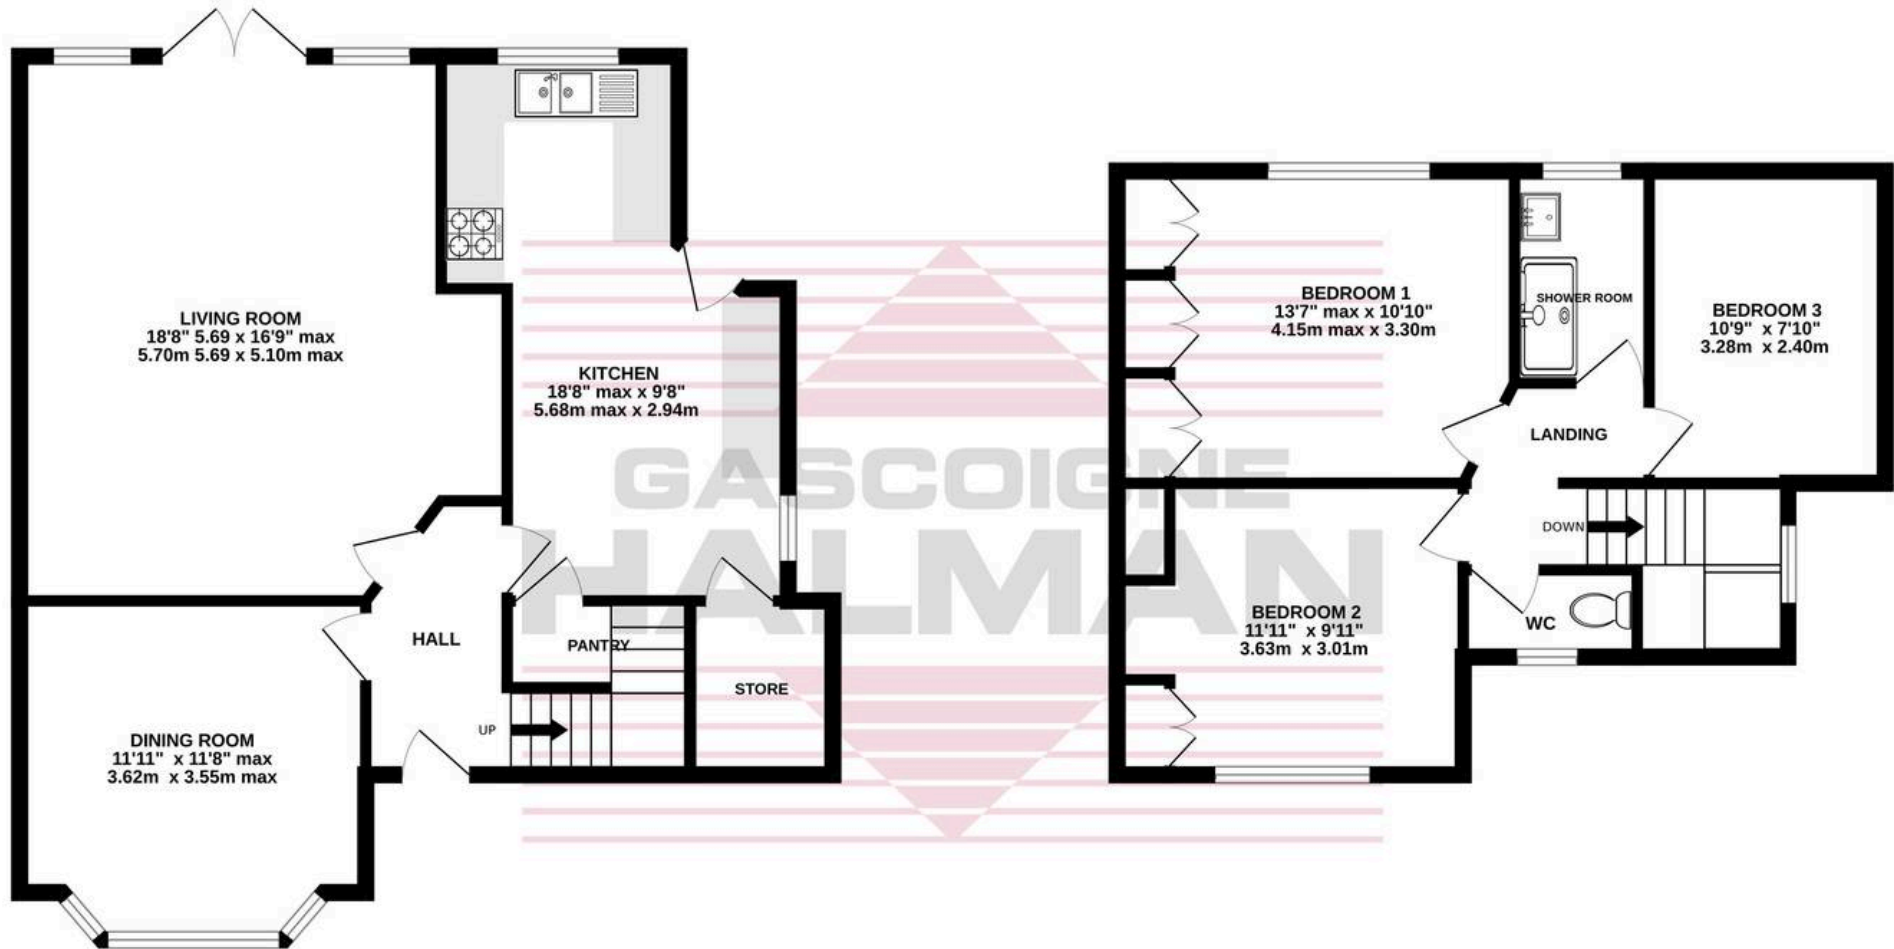 LIVING ROOM
18'8" 5.69 x 16'9" max
5.70m 5.69 x 5.10m max
KITCHEN
18'8" max x 9'8"
5.68m max x 2.94m
HALL
PANTRY
STORE
UP
DINING ROOM
11'11" x 11'8" max
3.62m x 3.55m max
BEDROOM 1
13'7" max x 10'10"
4.15m max x 3.30m
SHOWER ROOM
BEDROOM 3
10'9" x 7'10"
3.28m x 2.40m
LANDING
DOWN
BEDROOM 2
11'11" x 9'11"
3.63m x 3.01m
WC
GASCOIGNE
HALMAN